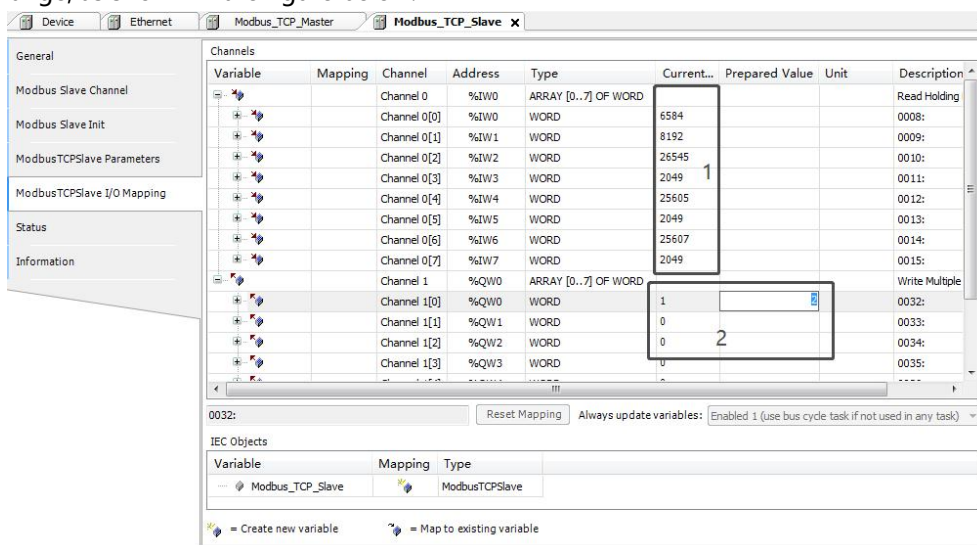 Device Ethernet Modbus_TCP_Master Modbus_TCP_Slave x
General
Modbus Slave Channel
Modbus Slave Init
ModbusTCPSlave Parameters
ModbusTCPSlave I/O Mapping
Status
Information
Channels
Variable Mapping Channel Address Type Current... Prepared Value Unit Description
Channel 0 %IW0 ARRAY [0..7] OF WORD Read Holding
Channel 0[0] %IW0 WORD 6584 0008:
Channel 0[1] %IW1 WORD 8192 0009:
Channel 0[2] %IW2 WORD 26545 0010:
Channel 0[3] %IW3 WORD 2049 0011:
1
Channel 0[4] %IW4 WORD 25605 0012:
Channel 0[5] %IW5 WORD 2049 0013:
Channel 0[6] %IW6 WORD 25607 0014:
Channel 0[7] %IW7 WORD 2049 0015:
Channel 1 %QW0 ARRAY [0..7] OF WORD Write Multiple
Channel 1[0] %QW0 WORD 1 2 0032:
Channel 1[1] %QW1 WORD 0 0033:
Channel 1[2] %QW2 WORD 0 0034:
2
Channel 1[3] %QW3 WORD 0 0035:
0032: Reset Mapping Always update variables: Enabled 1 (use bus cycle task if not used in any task)
IEC Objects
Variable Mapping Type
Modbus_TCP_Slave ModbusTCPSlave
= Create new variable = Map to existing variable